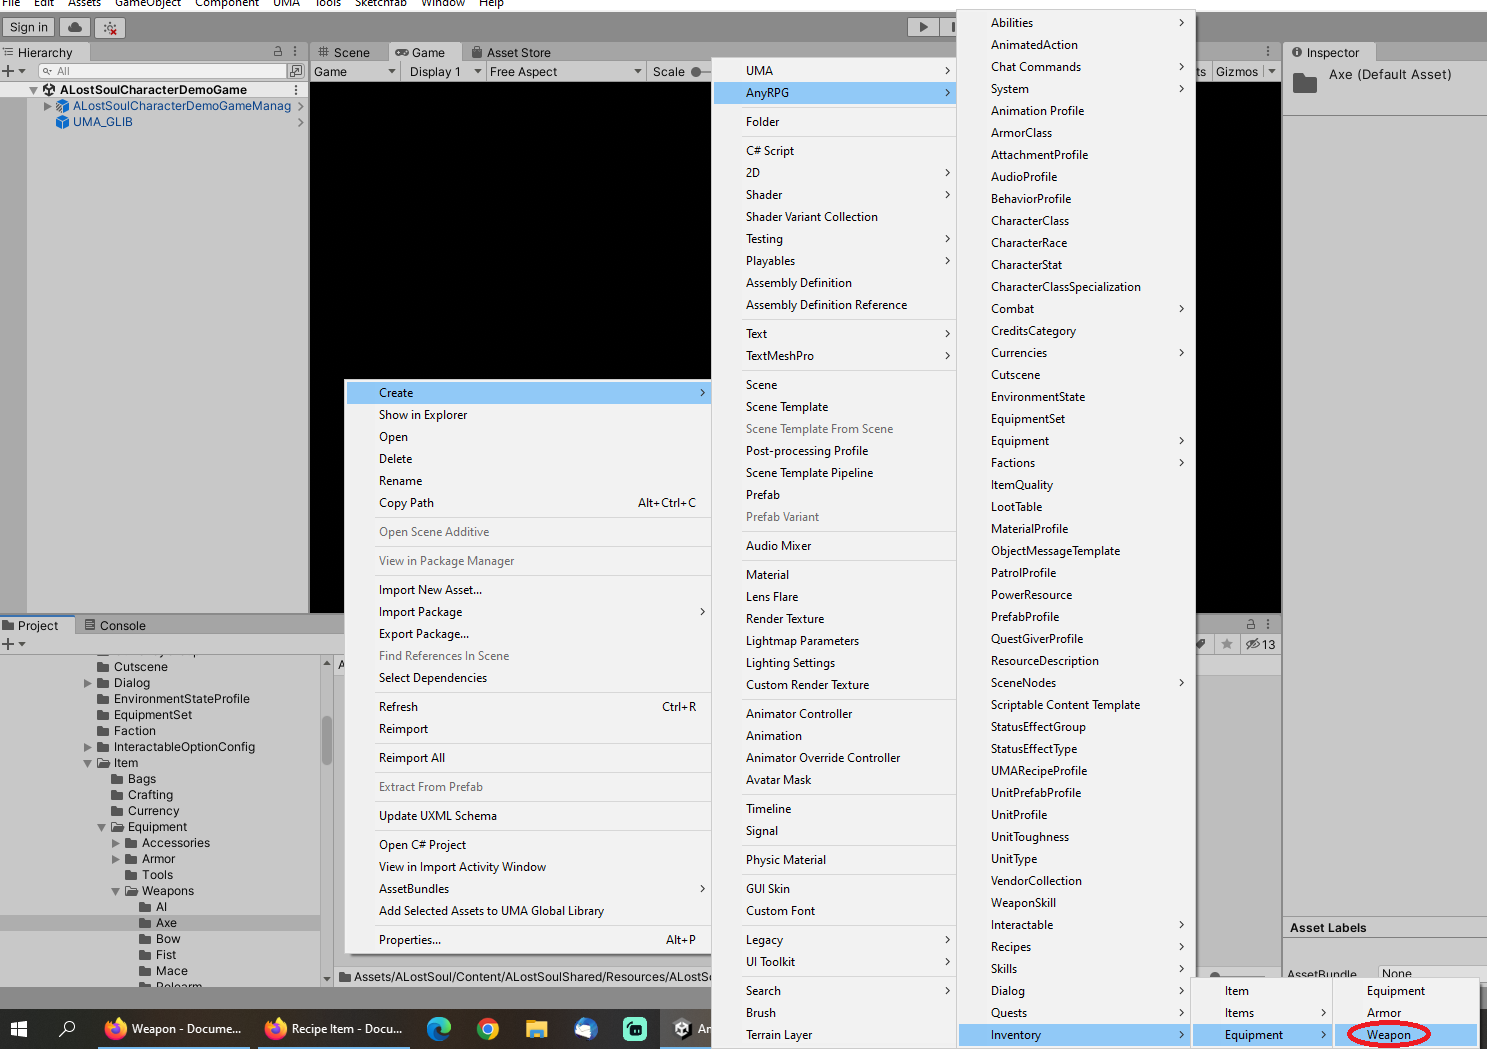 File Edit Assets GameObject Component UMA Tools Sketchfab Window Help
Sign in
Hierarchy
All
ALostSoulCharacterDemoGame
ALostSoulCharacterDemoGameManag
UMA_GLIB
Scene Game Asset Store
Game Display 1 Free Aspect Scale
Gizmos
Inspector
Axe (Default Asset)
Asset Labels
AssetBundle None
Project Console
13
Cutscene
Dialog
EnvironmentStateProfile
EquipmentSet
Faction
InteractableOptionConfig
Item
Bags
Crafting
Currency
Equipment
Accessories
Armor
Tools
Weapons
AI
Axe
Bow
Fist
Mace
Assets/ALostSoul/Content/ALostSoulShared/Resources/ALostS
Create
Show in Explorer
Open
Delete
Rename
Copy Path Alt+Ctrl+C
Open Scene Additive
View in Package Manager
Import New Asset...
Import Package
Export Package...
Find References In Scene
Select Dependencies
Refresh Ctrl+R
Reimport
Reimport All
Extract From Prefab
Update UXML Schema
Open C# Project
View in Import Activity Window
AssetBundles
Add Selected Assets to UMA Global Library
Properties... Alt+P
UMA
AnyRPG
Folder
C# Script
2D
Shader
Shader Variant Collection
Testing
Playables
Assembly Definition
Assembly Definition Reference
Text
TextMeshPro
Scene
Scene Template
Scene Template From Scene
Post-processing Profile
Scene Template Pipeline
Prefab
Prefab Variant
Audio Mixer
Material
Lens Flare
Render Texture
Lightmap Parameters
Lighting Settings
Custom Render Texture
Animator Controller
Animation
Animator Override Controller
Avatar Mask
Timeline
Signal
Physic Material
GUI Skin
Custom Font
Legacy
UI Toolkit
Search
Brush
Terrain Layer
Abilities
AnimatedAction
Chat Commands
System
Animation Profile
ArmorClass
AttachmentProfile
AudioProfile
BehaviorProfile
CharacterClass
CharacterRace
CharacterStat
CharacterClassSpecialization
Combat
CreditsCategory
Currencies
Cutscene
EnvironmentState
EquipmentSet
Equipment
Factions
ItemQuality
LootTable
MaterialProfile
ObjectMessageTemplate
PatrolProfile
PowerResource
PrefabProfile
QuestGiverProfile
ResourceDescription
SceneNodes
Scriptable Content Template
StatusEffectGroup
StatusEffectType
UMARecipeProfile
UnitPrefabProfile
UnitProfile
UnitToughness
UnitType
VendorCollection
WeaponSkill
Interactable
Recipes
Skills
Dialog
Quests
Inventory
Item
Items
Equipment
Equipment
Armor
Weapon
Weapon - Docume...
Recipe Item - Docu...